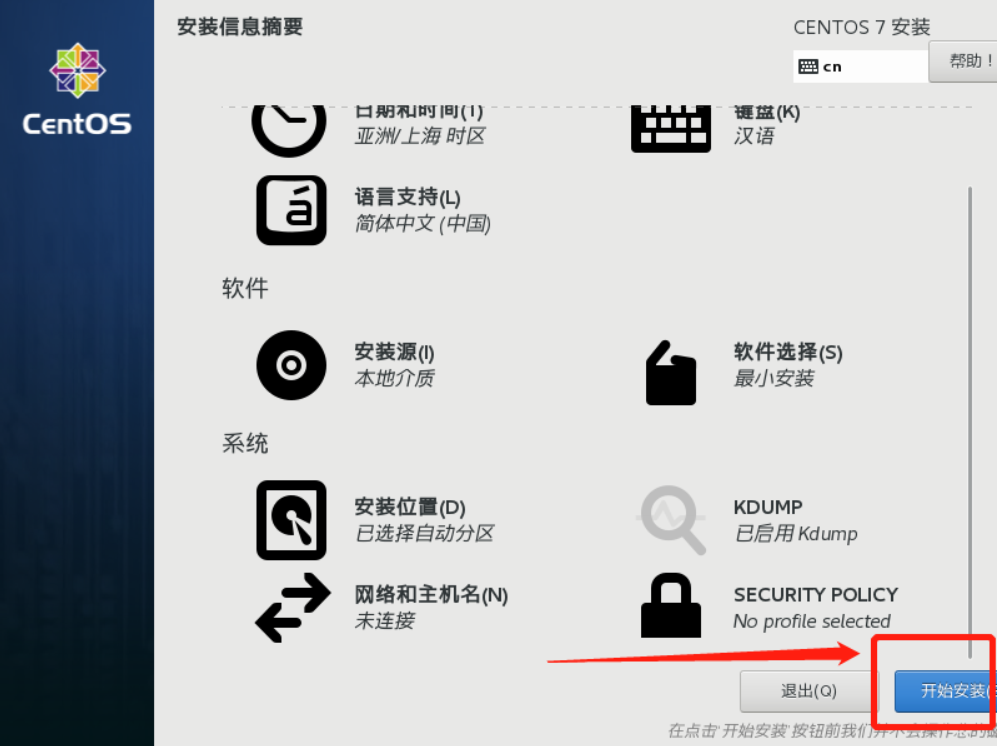 安装信息摘要
CENTOS 7 安装
cn
帮助！
CentOS
日期和时间(T)
亚洲/上海 时区
键盘(K)
汉语
语言支持(L)
简体中文 (中国)
软件
安装源(I)
本地介质
软件选择(S)
最小安装
系统
安装位置(D)
已选择自动分区
KDUMP
已启用 Kdump
网络和主机名(N)
未连接
SECURITY POLICY
No profile selected
退出(Q)
开始安装(
在点击'开始安装'按钮前我们并不会操作您的磁